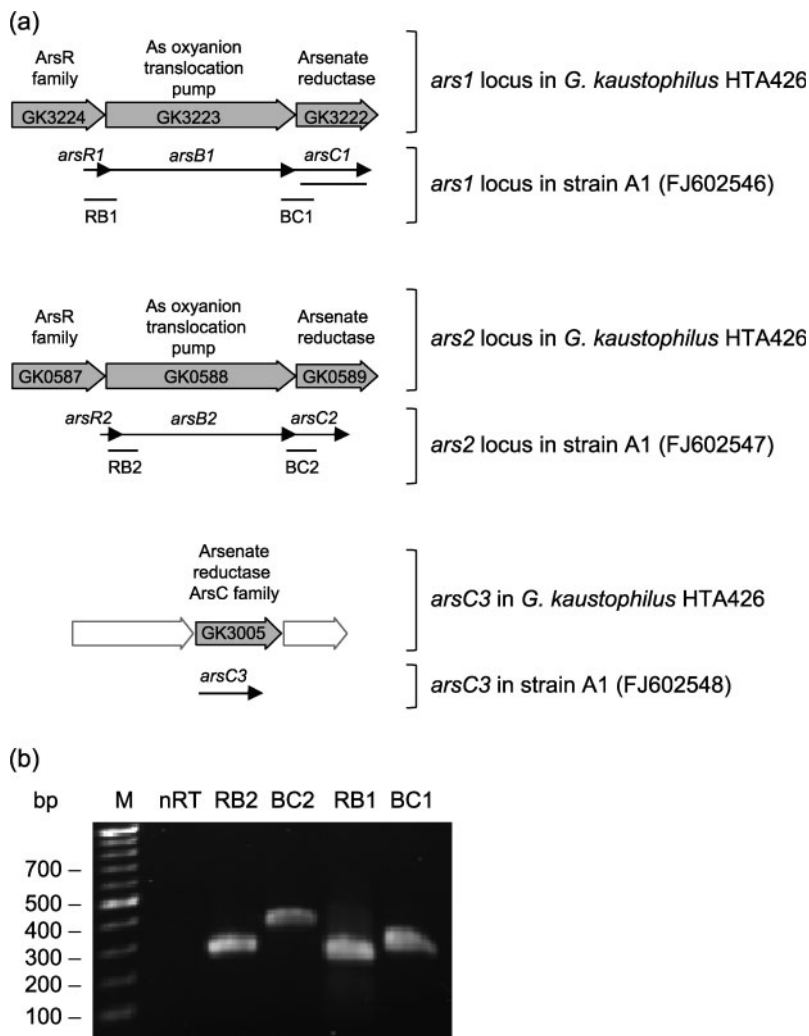 (a)
ArsR family
As oxyanion translocation pump
Arsenate reductase
GK3224
GK3223
GK3222
ars1 locus in G. kaustophilus HTA426
arsR1
arsB1
arsC1
RB1
BC1
ars1 locus in strain A1 (FJ602546)
ArsR family
As oxyanion translocation pump
Arsenate reductase
GK0587
GK0588
GK0589
ars2 locus in G. kaustophilus HTA426
arsR2
arsB2
arsC2
RB2
BC2
ars2 locus in strain A1 (FJ602547)
Arsenate reductase ArsC family
GK3005
arsC3 in G. kaustophilus HTA426
arsC3
arsC3 in strain A1 (FJ602548)
(b)
bp M nRT RB2 BC2 RB1 BC1
700
500
400
300
200
100